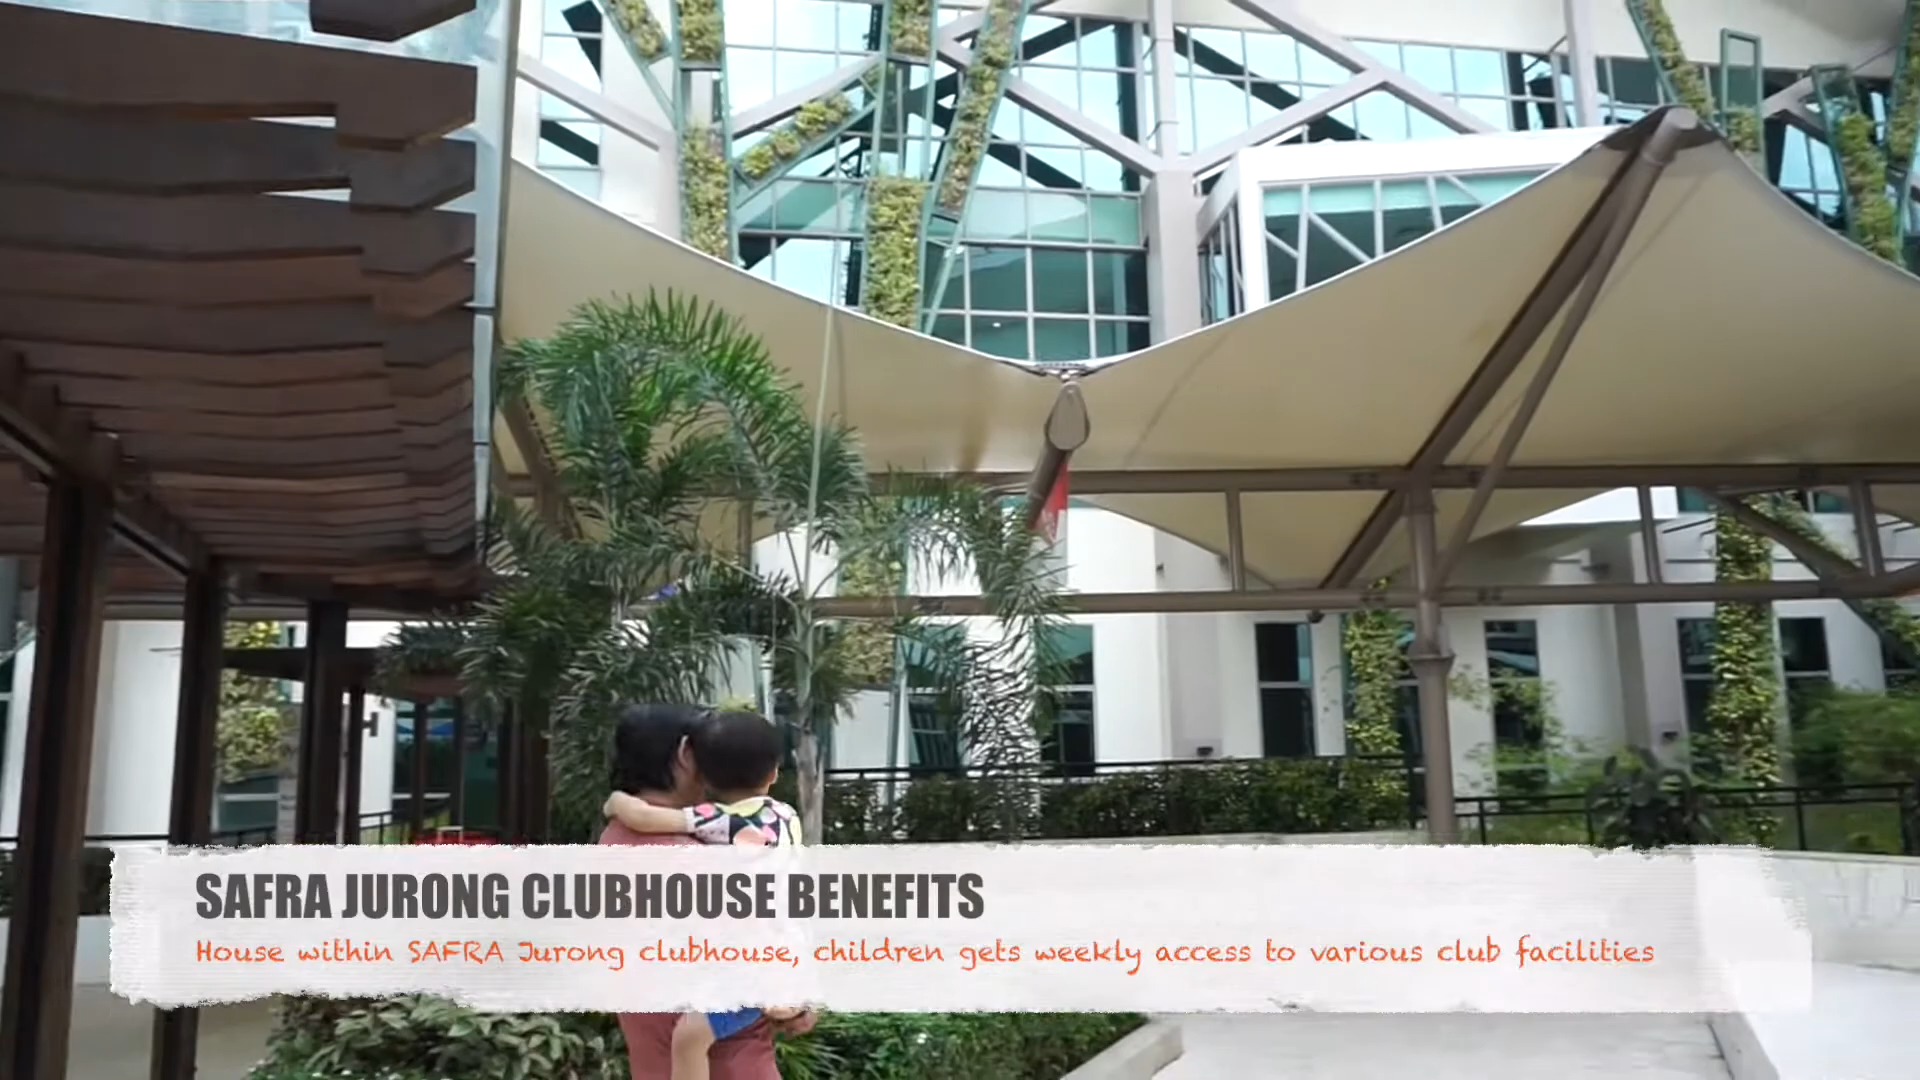 SAFRA JURONG CLUBHOUSE BENEFITS
House within SAFRA Jurong clubhouse, children gets weekly access to various club facilities